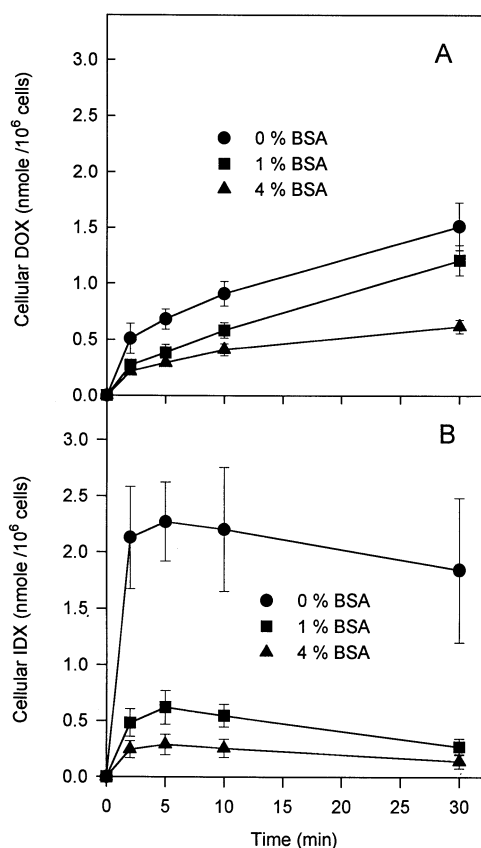 A
Cellular DOX (nmole /10⁶ cells)
3.0
2.5
2.0
1.5
1.0
0.5
0.0
0 % BSA
1 % BSA
4 % BSA
B
Cellular IDX (nmole /10⁶ cells)
3.0
2.5
2.0
1.5
1.0
0.5
0.0
0 % BSA
1 % BSA
4 % BSA
0 5 10 15 20 25 30
Time (min)